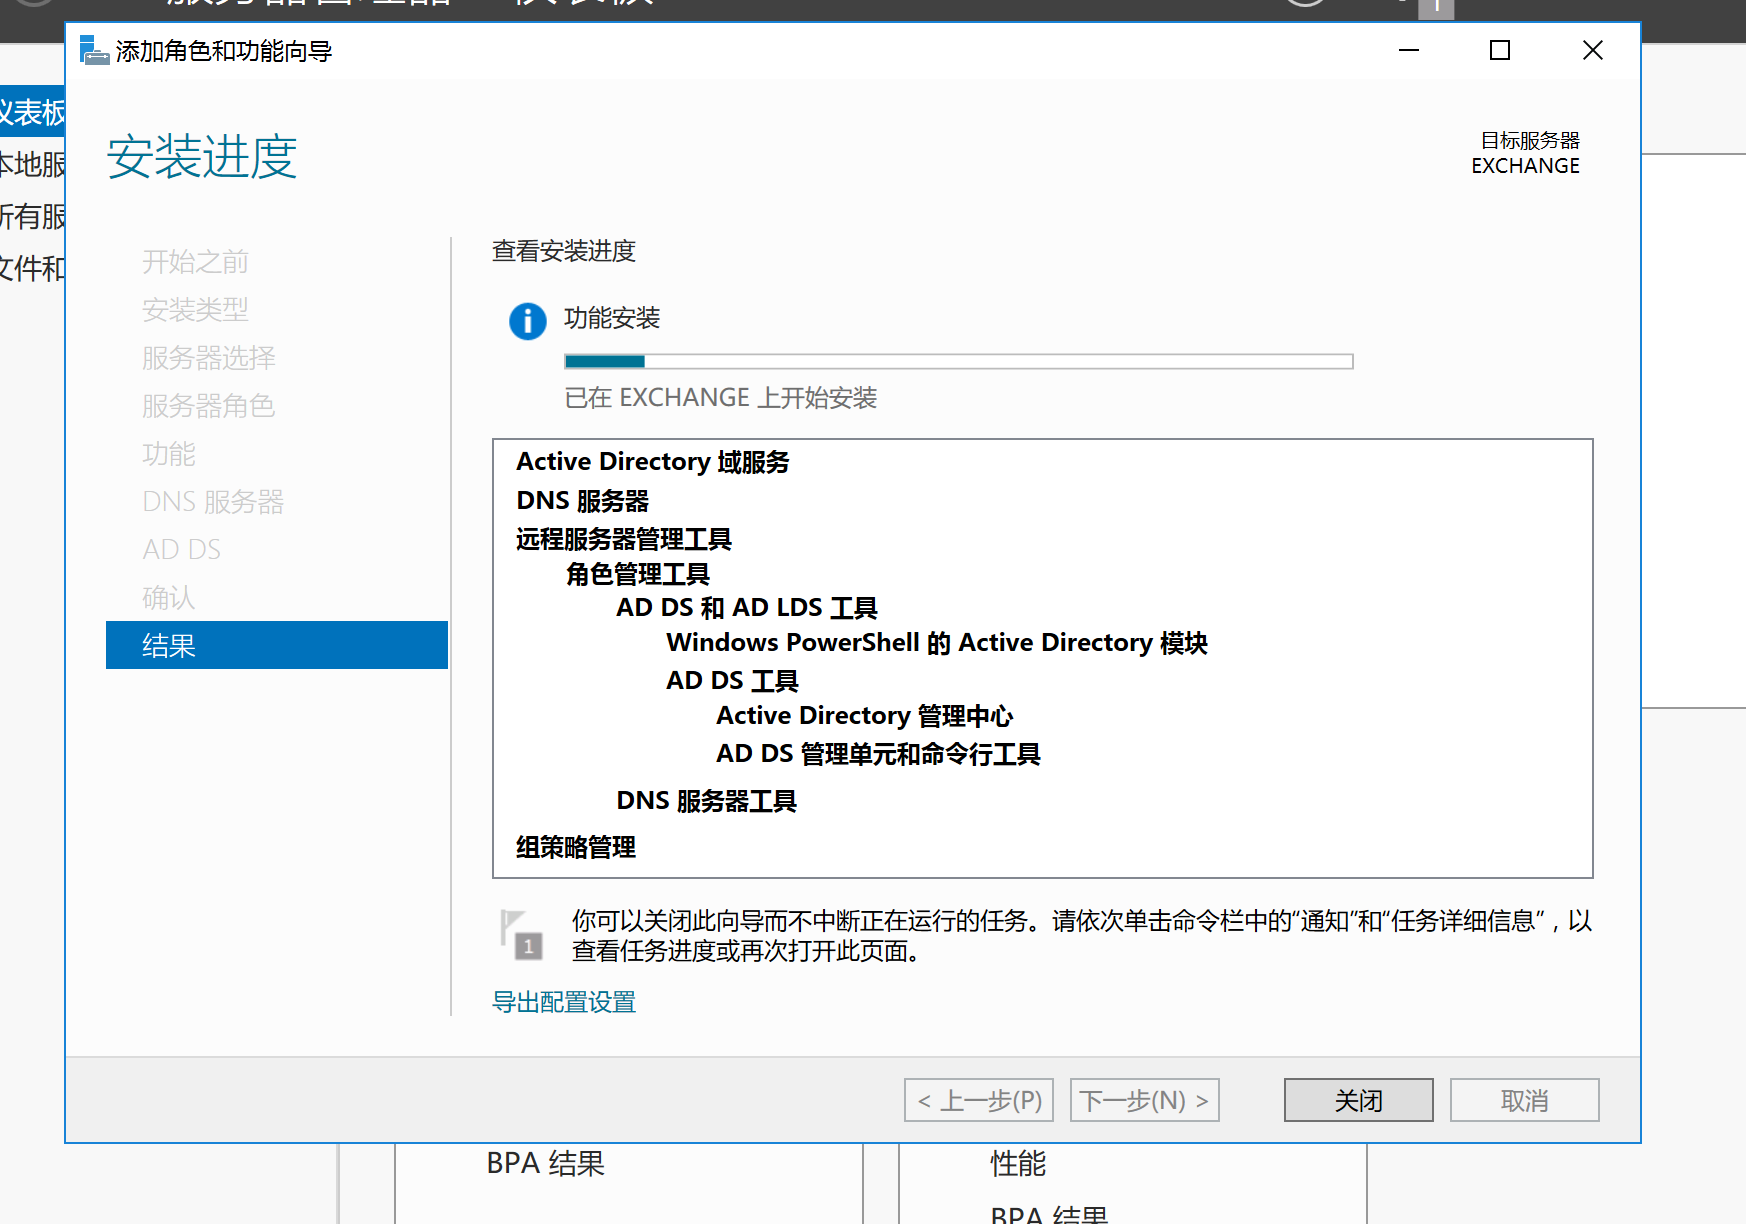 添加角色和功能向导
安装进度
目标服务器
EXCHANGE
仪表板
本地服
所有服
文件和
开始之前
安装类型
服务器选择
服务器角色
功能
DNS 服务器
AD DS
确认
结果
查看安装进度
功能安装
已在 EXCHANGE 上开始安装
Active Directory 域服务
DNS 服务器
远程服务器管理工具
角色管理工具
AD DS 和 AD LDS 工具
Windows PowerShell 的 Active Directory 模块
AD DS 工具
Active Directory 管理中心
AD DS 管理单元和命令行工具
DNS 服务器工具
组策略管理
1
你可以关闭此向导而不中断正在运行的任务。请依次单击命令栏中的“通知”和“任务详细信息”，以
查看任务进度或再次打开此页面。
导出配置设置
< 上一步(P)
下一步(N) >
关闭
取消
BPA 结果
性能
BPA 结果